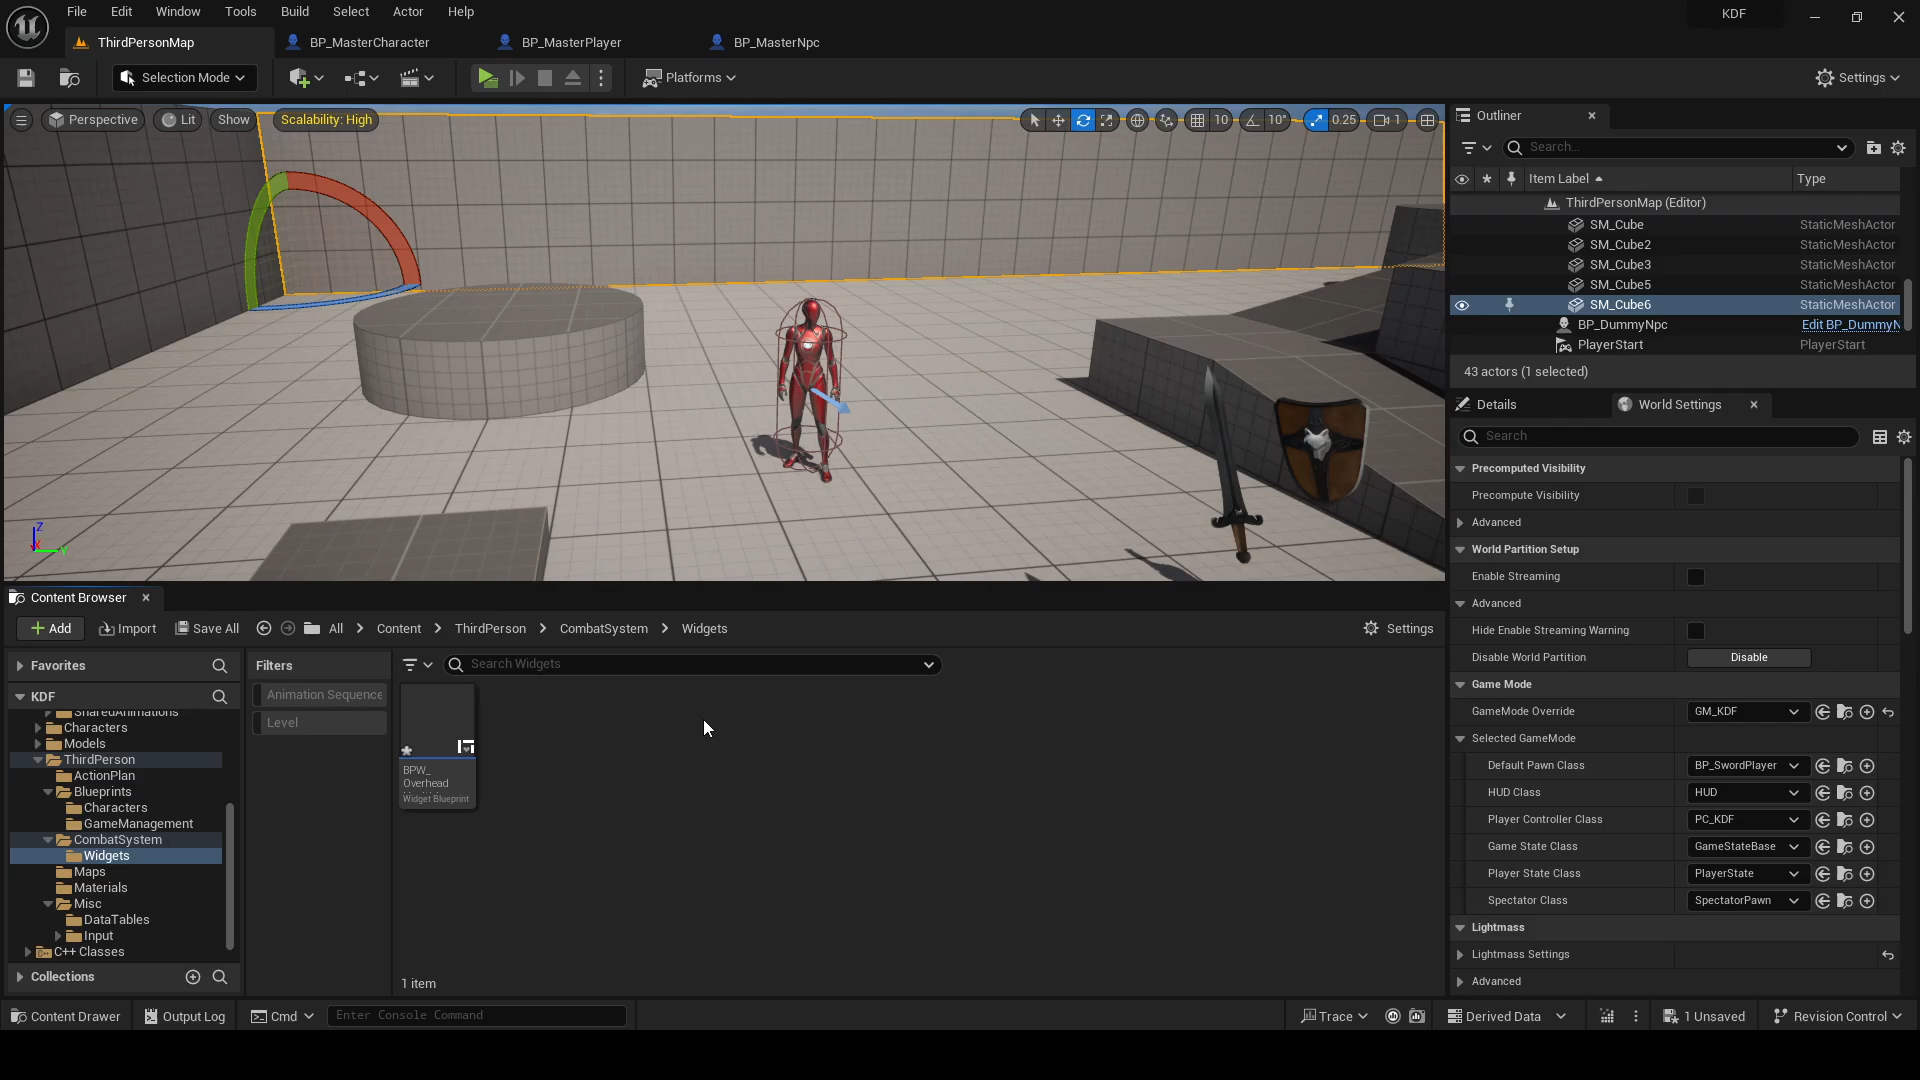 File Edit Window Tools Build Select Actor Help
KDF
ThirdPersonMap BP_MasterCharacter BP_MasterPlayer BP_MasterNpc
Selection Mode Platforms Settings
Perspective Lit Show Scalability: High 10 10° 0.25 1
Z
X
Y
Outliner
Search...
Item Label Type
ThirdPersonMap (Editor)
SM_Cube StaticMeshActor
SM_Cube2 StaticMeshActor
SM_Cube3 StaticMeshActor
SM_Cube5 StaticMeshActor
SM_Cube6 StaticMeshActor
BP_DummyNpc Edit BP_DummyN
PlayerStart PlayerStart
43 actors (1 selected)
Details World Settings
Search
Precomputed Visibility
Precompute Visibility
Advanced
World Partition Setup
Enable Streaming
Advanced
Hide Enable Streaming Warning
Disable World Partition Disable
Game Mode
GameMode Override GM_KDF
Selected GameMode
Default Pawn Class BP_SwordPlayer
HUD Class HUD
Player Controller Class PC_KDF
Game State Class GameStateBase
Player State Class PlayerState
Spectator Class SpectatorPawn
Lightmass
Lightmass Settings
Advanced
Content Browser
Add Import Save All All Content ThirdPerson CombatSystem Widgets Settings
Favorites
KDF
SharedAnimations
Characters
Models
ThirdPerson
ActionPlan
Blueprints
Characters
GameManagement
CombatSystem
Widgets
Maps
Materials
Misc
DataTables
Input
C++ Classes
Collections
Filters
Animation Sequence
Level
Search Widgets
BPW_
Overhead
Widget Blueprint
1 item
Content Drawer Output Log Cmd Enter Console Command Trace Derived Data 1 Unsaved Revision Control